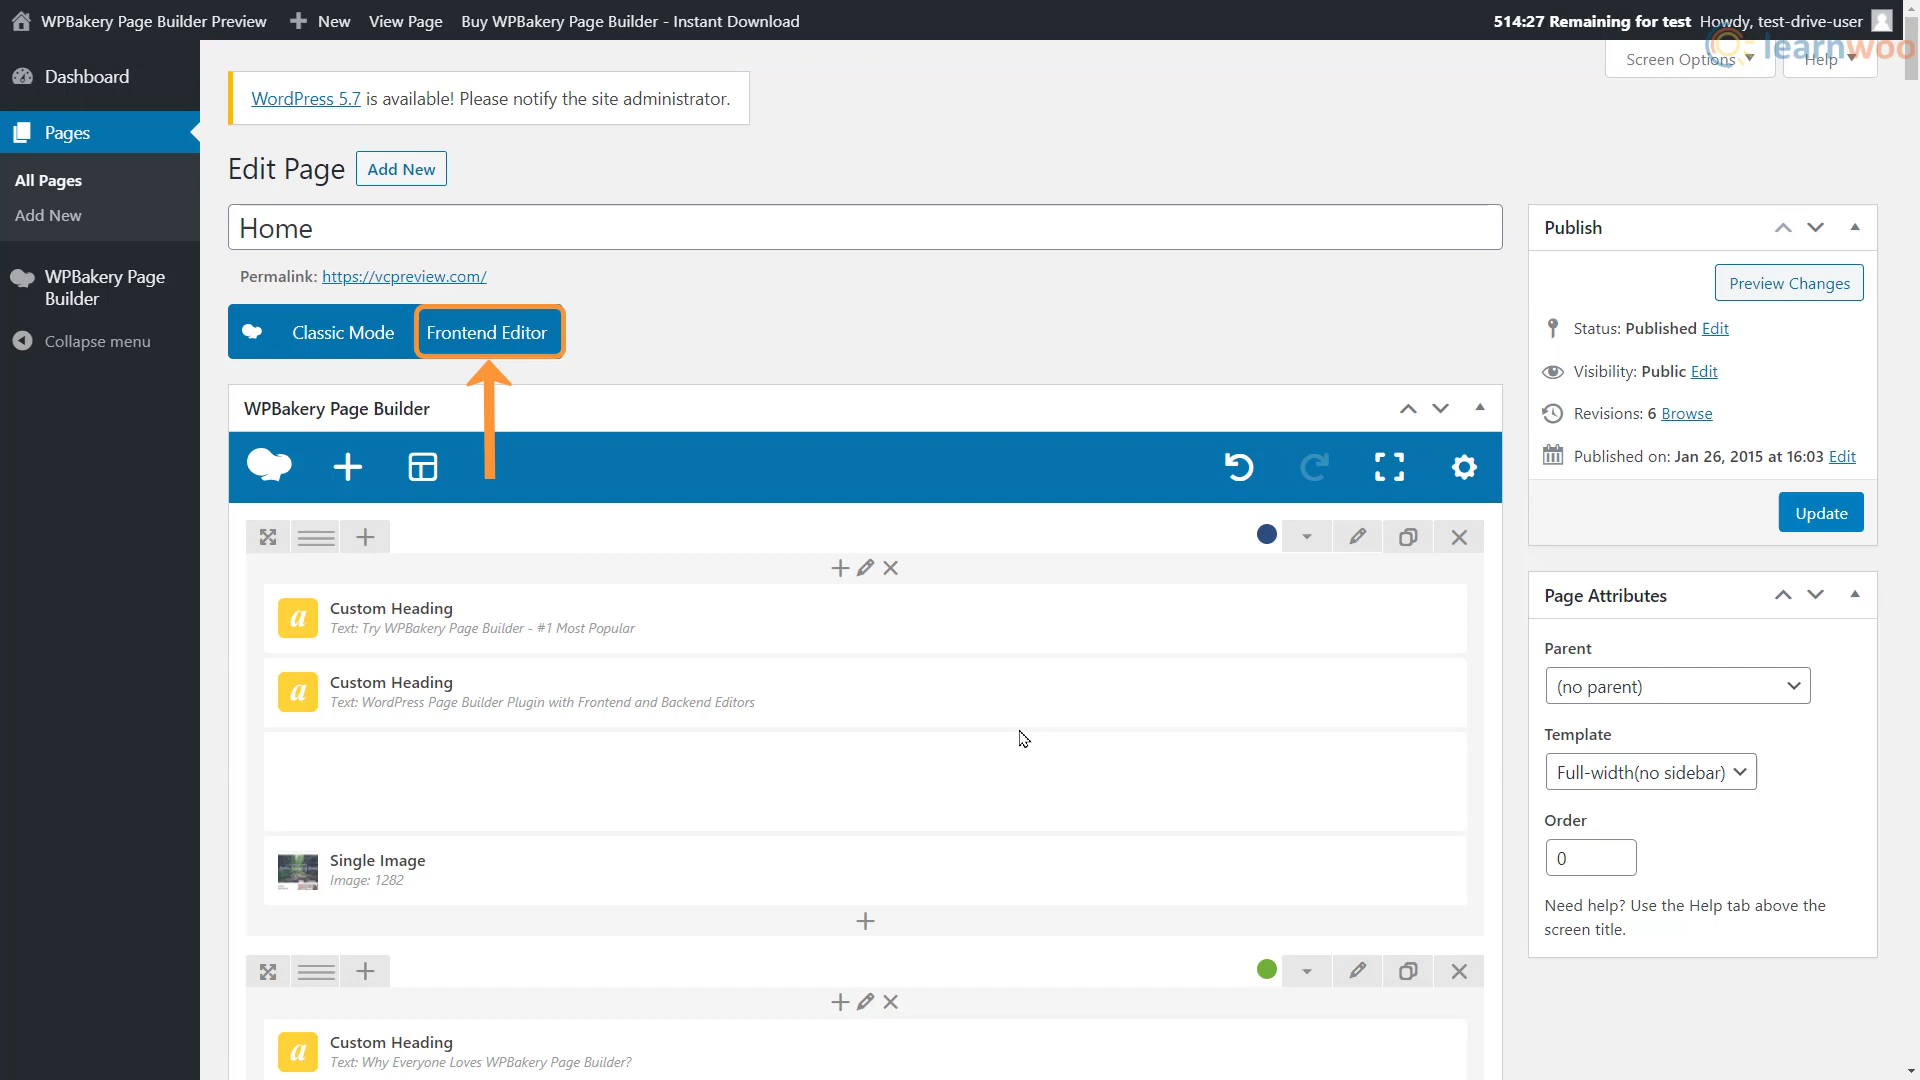 WPBakery Page Builder Preview New View Page Buy WPBakery Page Builder - Instant Download 514:27 Remaining for test Howdy, test-drive-user
learnwoo
Screen Options Help
Dashboard
Pages
All Pages
Add New
WPBakery Page
Builder
Collapse menu
WordPress 5.7 is available! Please notify the site administrator.
Edit Page Add New
Home
Permalink: https://vcpreview.com/
Classic Mode Frontend Editor
WPBakery Page Builder
Custom Heading
Text: Try WPBakery Page Builder - #1 Most Popular
Custom Heading
Text: WordPress Page Builder Plugin with Frontend and Backend Editors
Single Image
Image: 1282
Custom Heading
Text: Why Everyone Loves WPBakery Page Builder?
Publish
Preview Changes
Status: Published Edit
Visibility: Public Edit
Revisions: 6 Browse
Published on: Jan 26, 2015 at 16:03 Edit
Update
Page Attributes
Parent
(no parent)
Template
Full-width(no sidebar)
Order
0
Need help? Use the Help tab above the
screen title.